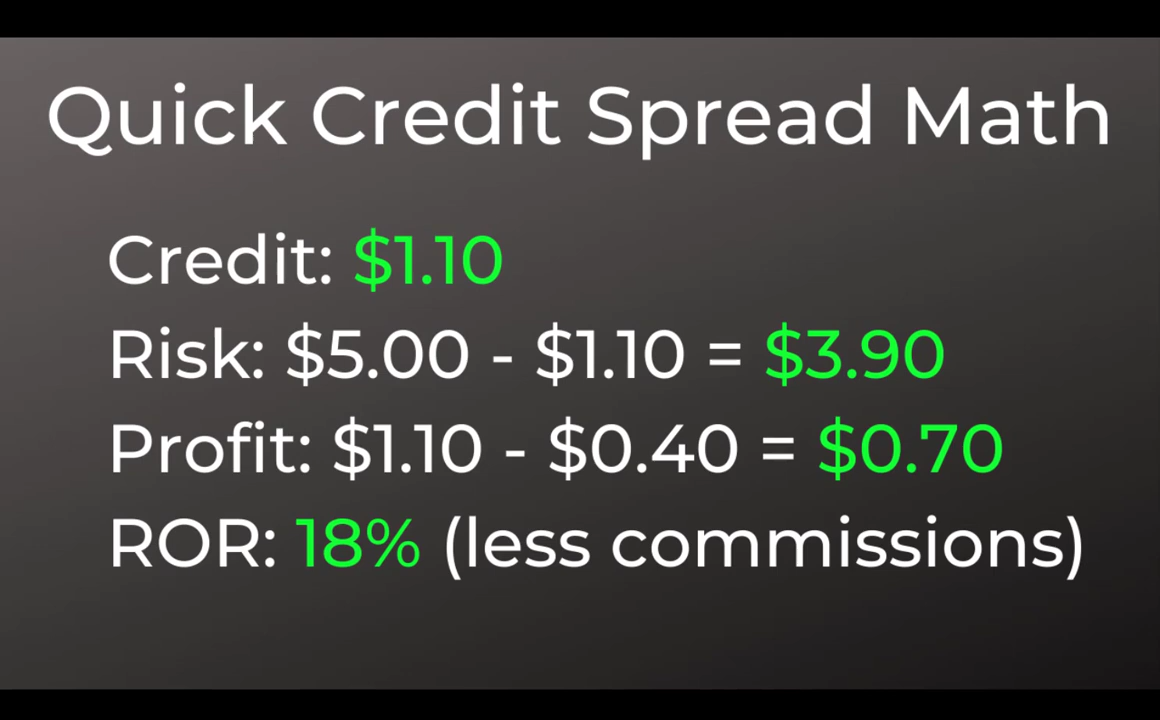 Quick Credit Spread Math
Credit: $1.10
Risk: $5.00 - $1.10 = $3.90
Profit: $1.10 - $0.40 = $0.70
ROR: 18% (less commissions)